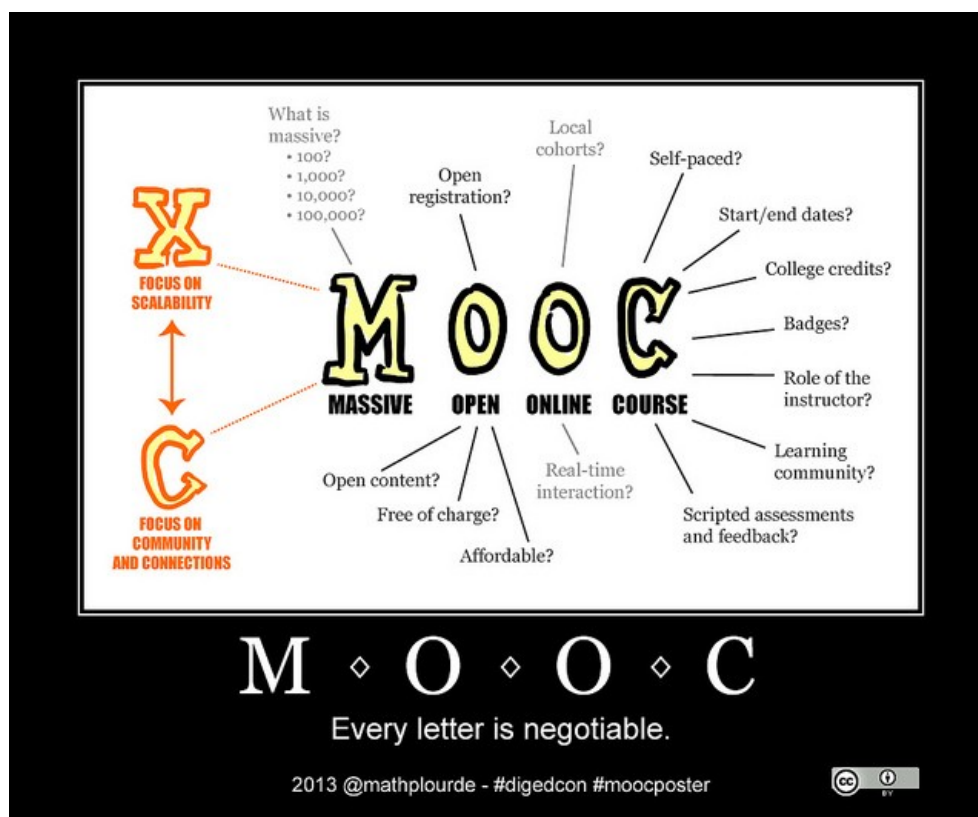 What is
massive?
• 100?
• 1,000?
• 10,000?
• 100,000?
Open
registration?
Local
cohorts?
Self-paced?
Start/end dates?
College credits?
Badges?
Role of the
instructor?
Learning
community?
Scripted assessments
and feedback?
X
FOCUS ON
SCALABILITY
C
FOCUS ON
COMMUNITY
AND CONNECTIONS
M O O C
MASSIVE OPEN ONLINE COURSE
Open content?
Free of charge?
Affordable?
Real-time
interaction?
M ⋄ O ⋄ O ⋄ C
Every letter is negotiable.
2013 @mathplourde - #digedcon #moocposter
cc
BY